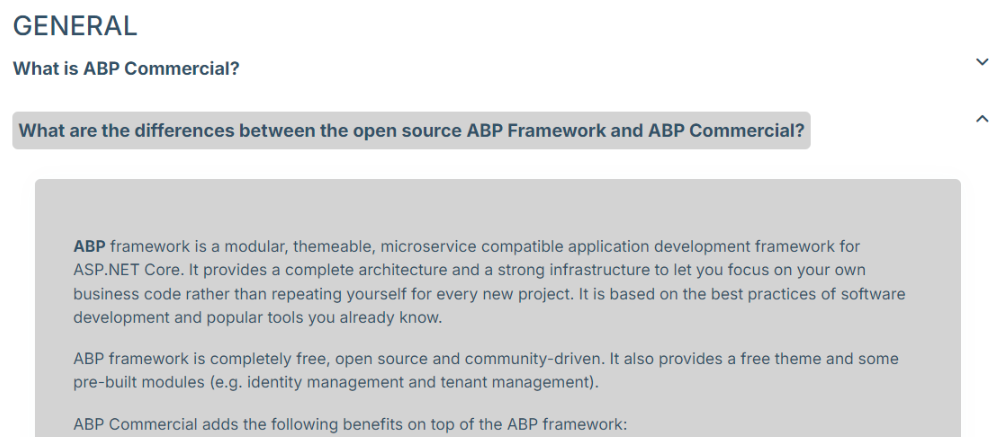 GENERAL
What is ABP Commercial?
What are the differences between the open source ABP Framework and ABP Commercial?
ABP framework is a modular, themeable, microservice compatible application development framework for
ASP.NET Core. It provides a complete architecture and a strong infrastructure to let you focus on your own
business code rather than repeating yourself for every new project. It is based on the best practices of software
development and popular tools you already know.
ABP framework is completely free, open source and community-driven. It also provides a free theme and some
pre-built modules (e.g. identity management and tenant management).
ABP Commercial adds the following benefits on top of the ABP framework: